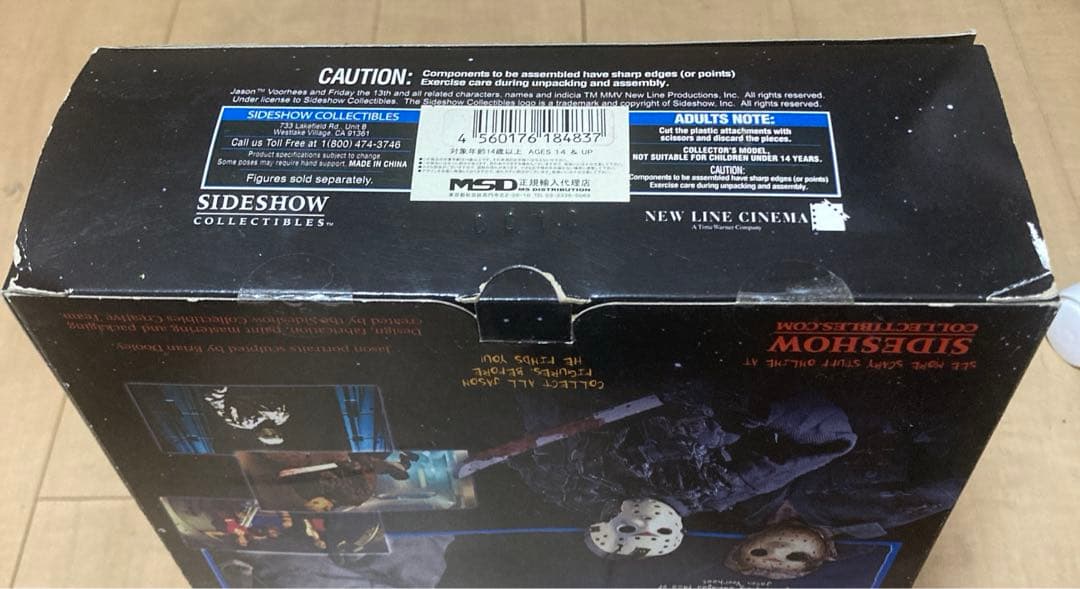 CAUTION: Components to be assembled have sharp edges (or points)
Exercise care during unpacking and assembly.
Jason™ Voorhees and Friday the 13th and all related characters, names and indicia TM MMV New Line Productions, Inc. All rights reserved.
Under license to Sideshow Collectibles. The Sideshow Collectibles logo is a trademark and copyright of Sideshow, Inc. All rights reserved.
SIDESHOW COLLECTIBLES
733 Lakefield Rd., Unit B
Westlake Village, CA 91361
Call us Toll Free at 1(800) 474-3746
Product specifications subject to change.
Some poses may require hand support. MADE IN CHINA
Figures sold separately.
4 560176 184837
対象年齢14歳以上 AGES 14 & UP
MSD 正規輸入代理店
MS DISTRIBUTION
ADULTS NOTE:
Cut the plastic attachments with
scissors and discard the pieces.
COLLECTOR'S MODEL.
NOT SUITABLE FOR CHILDREN UNDER 14 YEARS.
CAUTION:
Components to be assembled have sharp edges (or points)
Exercise care during unpacking and assembly.
SIDESHOW
COLLECTIBLES™
NEW LINE CINEMA
A Time Warner Company
Jason portraits sculpted by Brian Dooley
Design, fabrication, paint mastering and packaging
created by the Sideshow Collectibles Creative Team
COLLECT ALL JASON
FIGURES, BEFORE
HE FINDS YOU!
SEE MORE SCARY STUFF ONLINE AT
SIDESHOW
COLLECTIBLES.COM